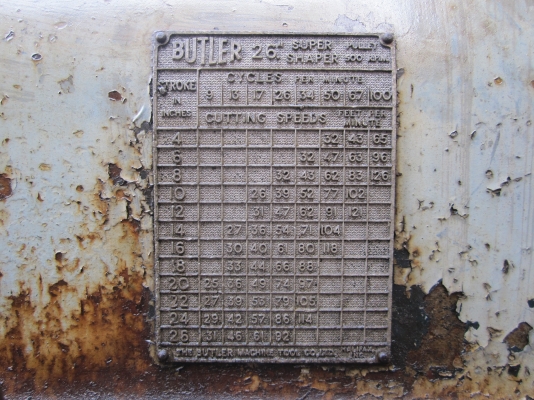 BUTLER 26" SUPER SHAPER PULLEY 500 R.P.M.
STROKE IN INCHES
CYCLES PER MINUTE
9 13 17 26 34 50 67 100
CUTTING SPEEDS FEET PER MINUTE
4 32 43 65
6 32 47 63 96
8 32 43 62 83 126
10 26 39 52 77 102
12 31 47 62 91 121
14 27 36 54 71 104
16 30 40 61 80 118
18 33 44 88
20 25 36 49 74 97
22 27 39 53 79 105
24 29 42 57 86 114
26 31 46 61 92
THE BUTLER MACHINE TOOL CO. LTD. HALIFAX